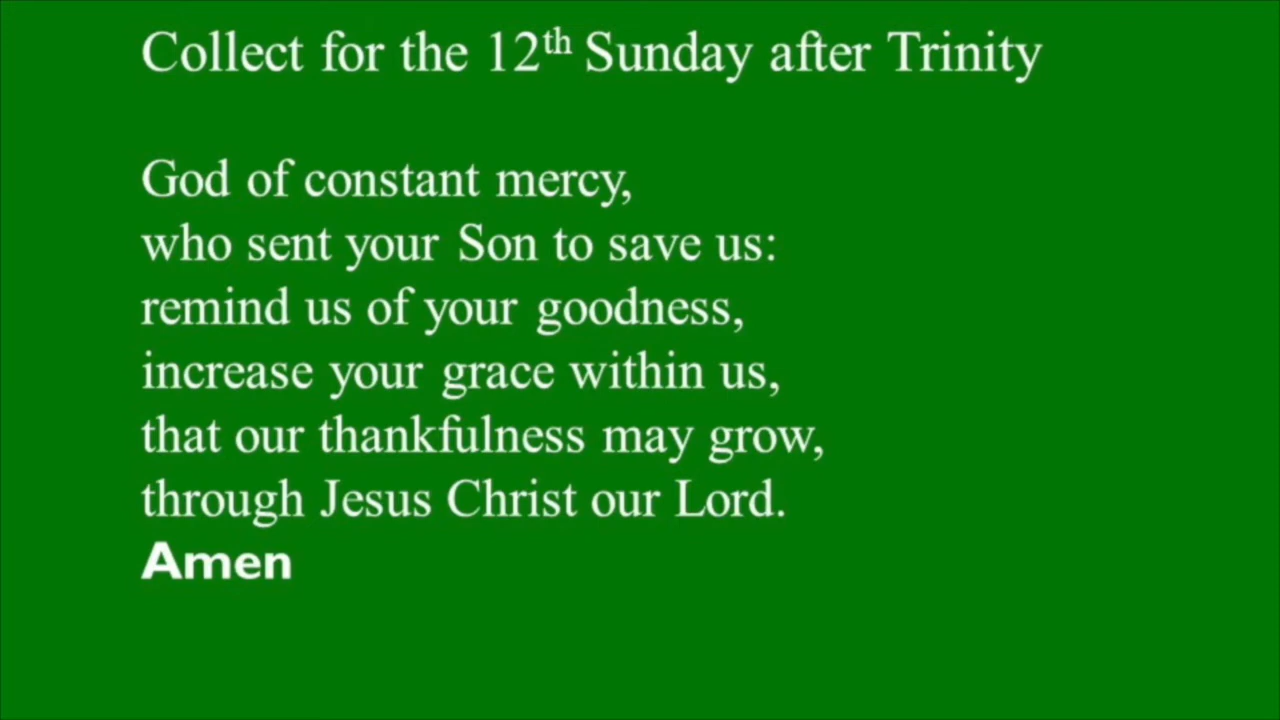 Collect for the 12th Sunday after Trinity
God of constant mercy,
who sent your Son to save us:
remind us of your goodness,
increase your grace within us,
that our thankfulness may grow,
through Jesus Christ our Lord.
Amen